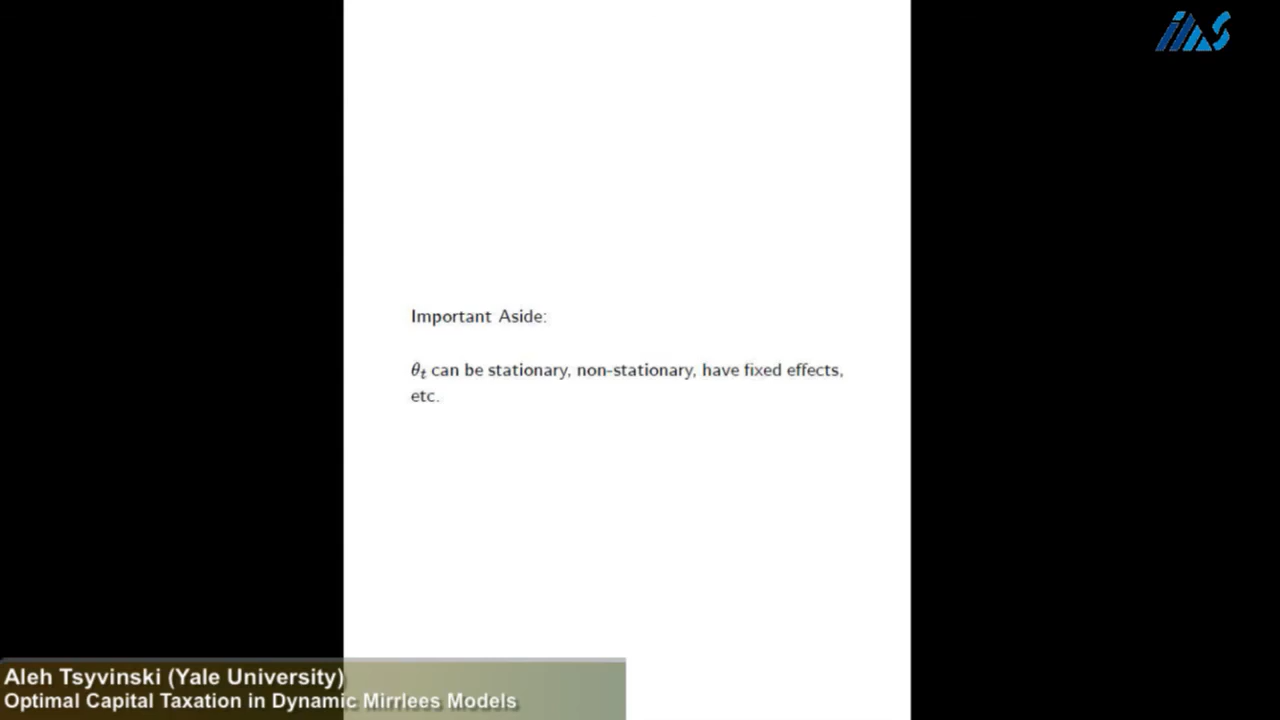 iiAS
Important Aside:
θt can be stationary, non-stationary, have fixed effects,
etc.
Aleh Tsyvinski (Yale University)
Optimal Capital Taxation in Dynamic Mirrlees Models